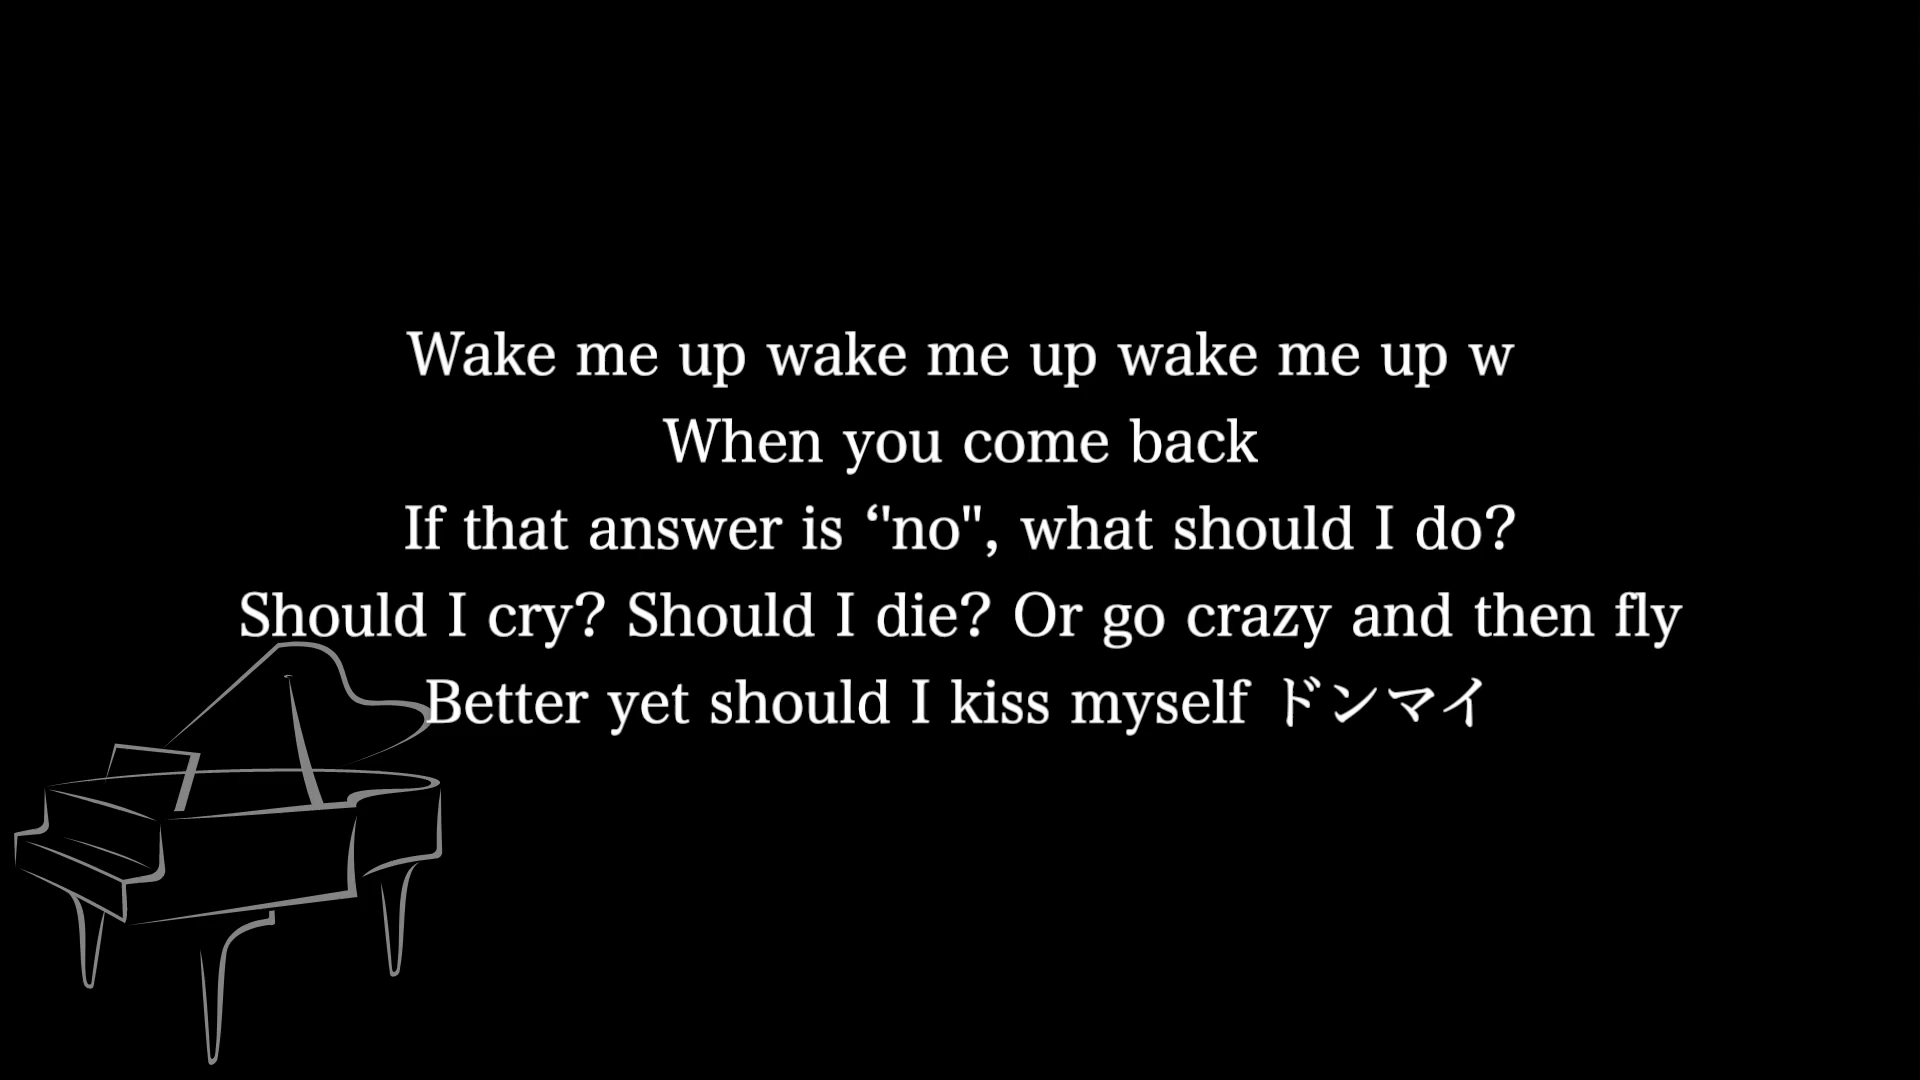 Wake me up wake me up wake me up w
When you come back
If that answer is ‘"no", what should I do?
Should I cry? Should I die? Or go crazy and then fly
Better yet should I kiss myself ドンマイ